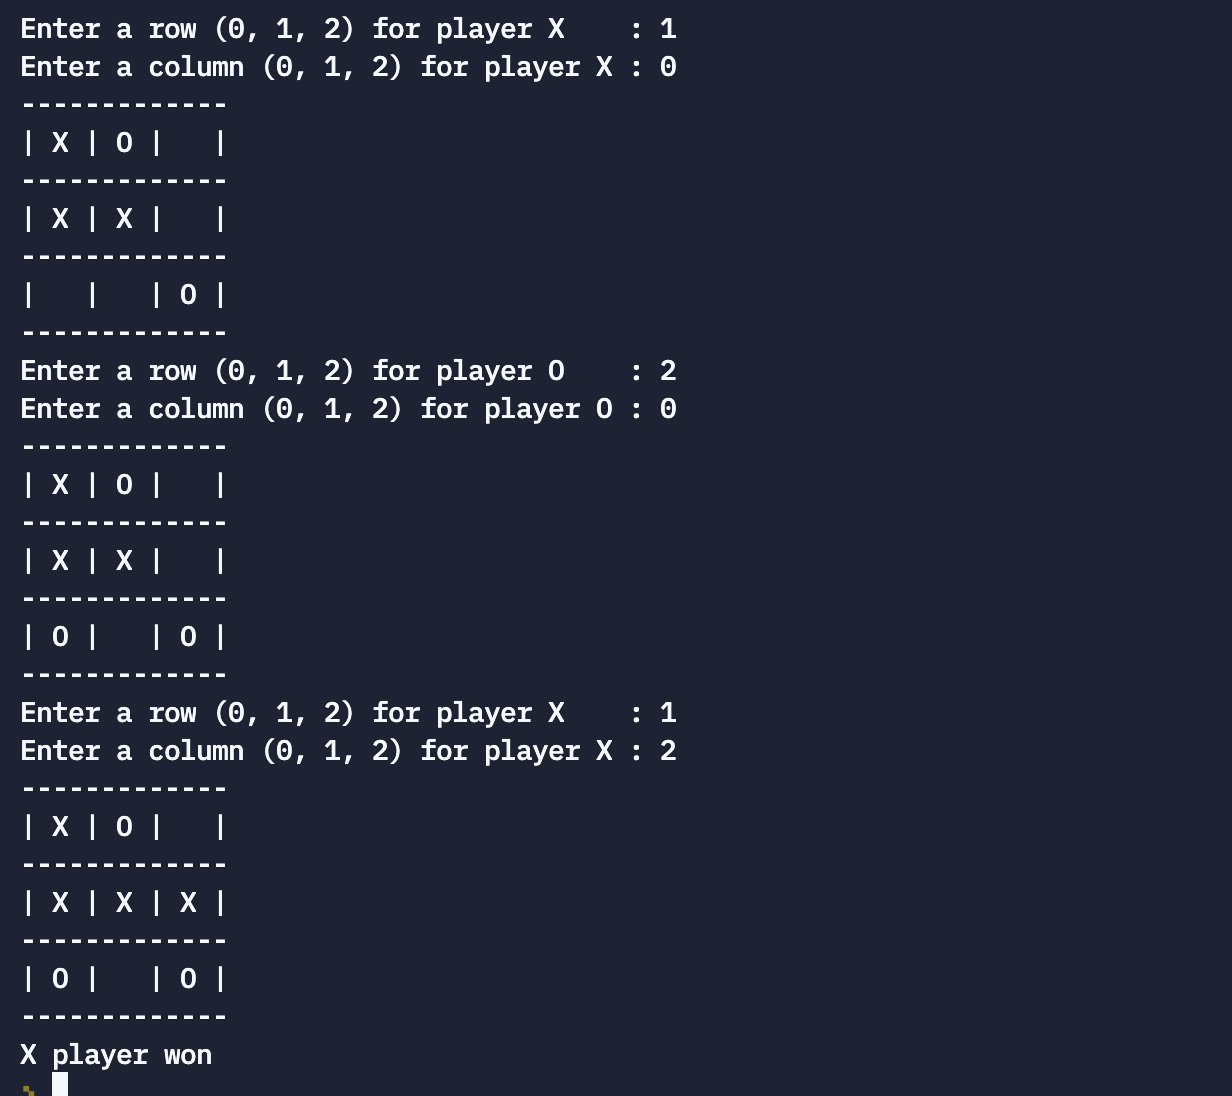 Enter a row (0, 1, 2) for player X    : 1
Enter a column (0, 1, 2) for player X : 0
-------------
| X | O |   |
-------------
| X | X |   |
-------------
|   |   | O |
-------------
Enter a row (0, 1, 2) for player O    : 2
Enter a column (0, 1, 2) for player O : 0
-------------
| X | O |   |
-------------
| X | X |   |
-------------
| O |   | O |
-------------
Enter a row (0, 1, 2) for player X    : 1
Enter a column (0, 1, 2) for player X : 2
-------------
| X | O |   |
-------------
| X | X | X |
-------------
| O |   | O |
-------------
X player won